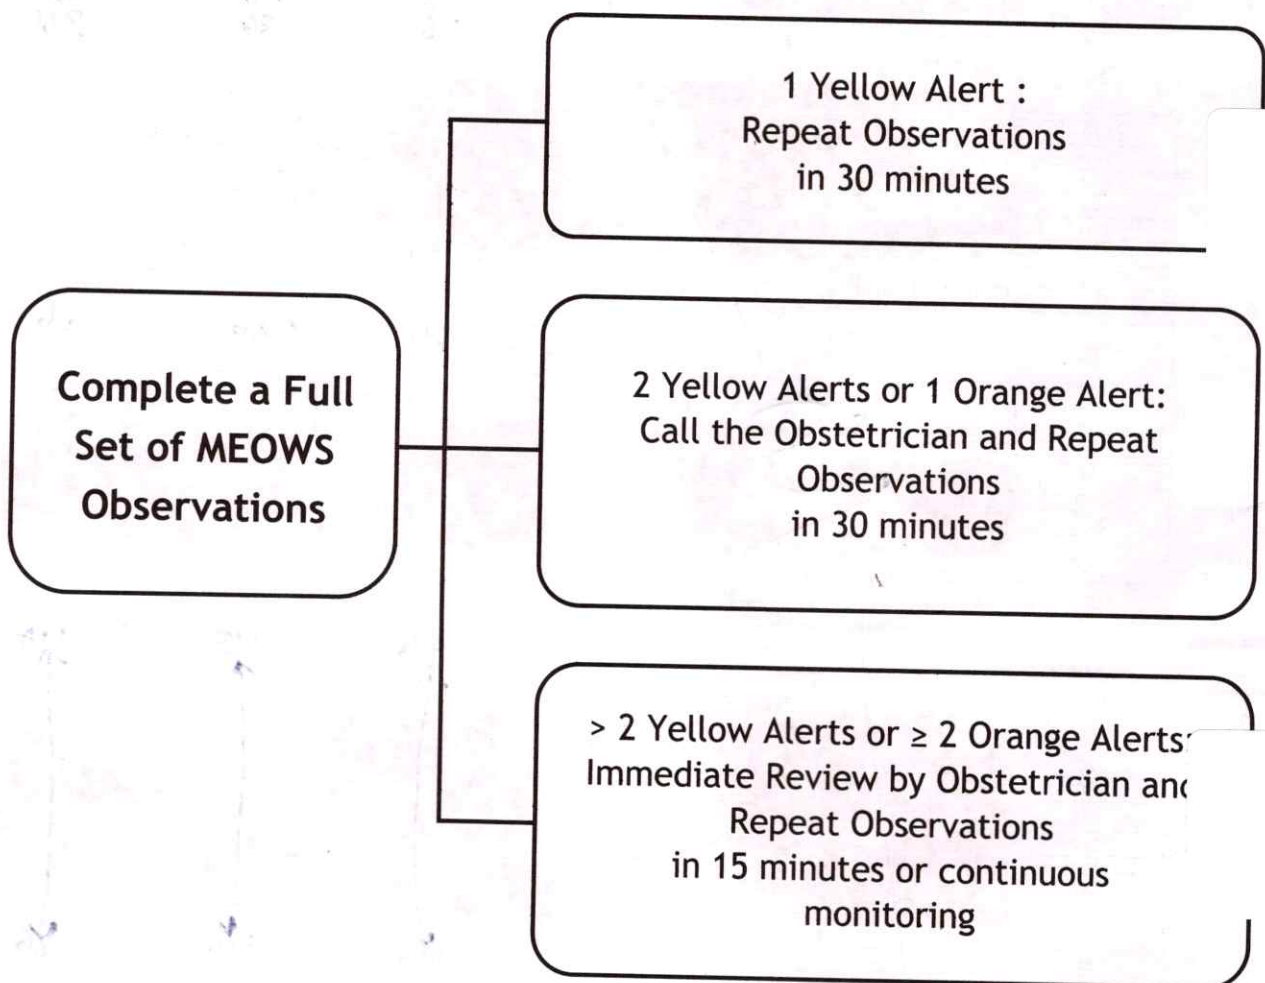 1 Yellow Alert :
Repeat Observations
in 30 minutes
Complete a Full
Set of MEOWS
Observations
2 Yellow Alerts or 1 Orange Alert:
Call the Obstetrician and Repeat
Observations
in 30 minutes
> 2 Yellow Alerts or ≥ 2 Orange Alerts:
Immediate Review by Obstetrician and
Repeat Observations
in 15 minutes or continuous
monitoring